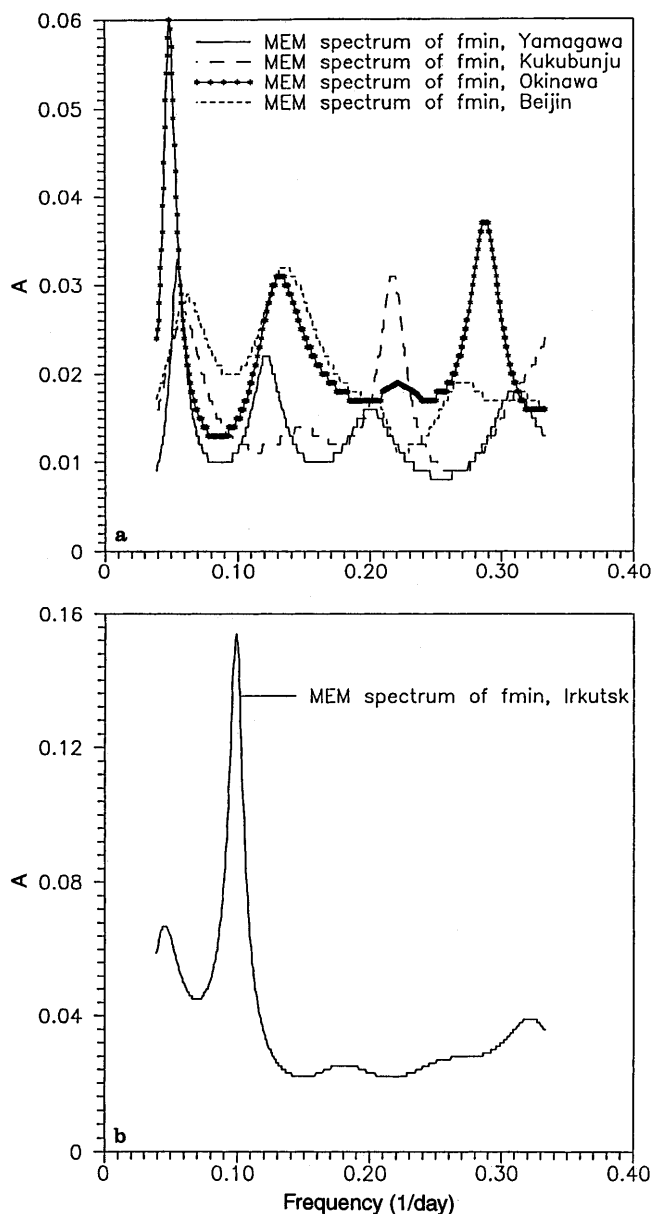 0.06
MEM spectrum of fmin, Yamagawa
MEM spectrum of fmin, Kukubunju
MEM spectrum of fmin, Okinawa
MEM spectrum of fmin, Beijin
0.05
0.04
A
0.03
0.02
0.01
a
0
0
0.10
0.20
0.30
0.40
0.16
MEM spectrum of fmin, Irkutsk
0.12
A
0.08
0.04
b
0
0
0.10
0.20
0.30
0.40
Frequency (1/day)